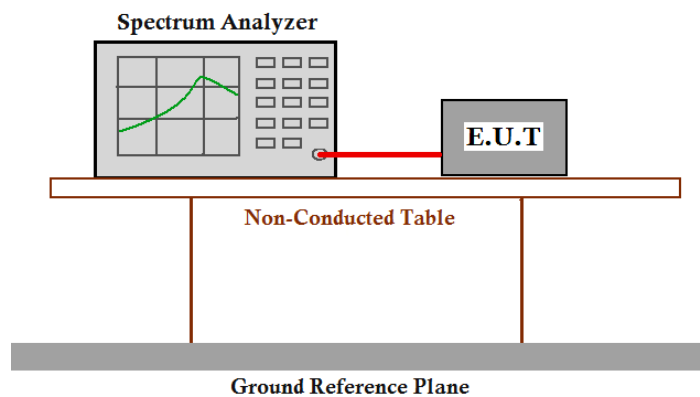 Spectrum Analyzer
E.U.T
Non-Conducted Table
Ground Reference Plane